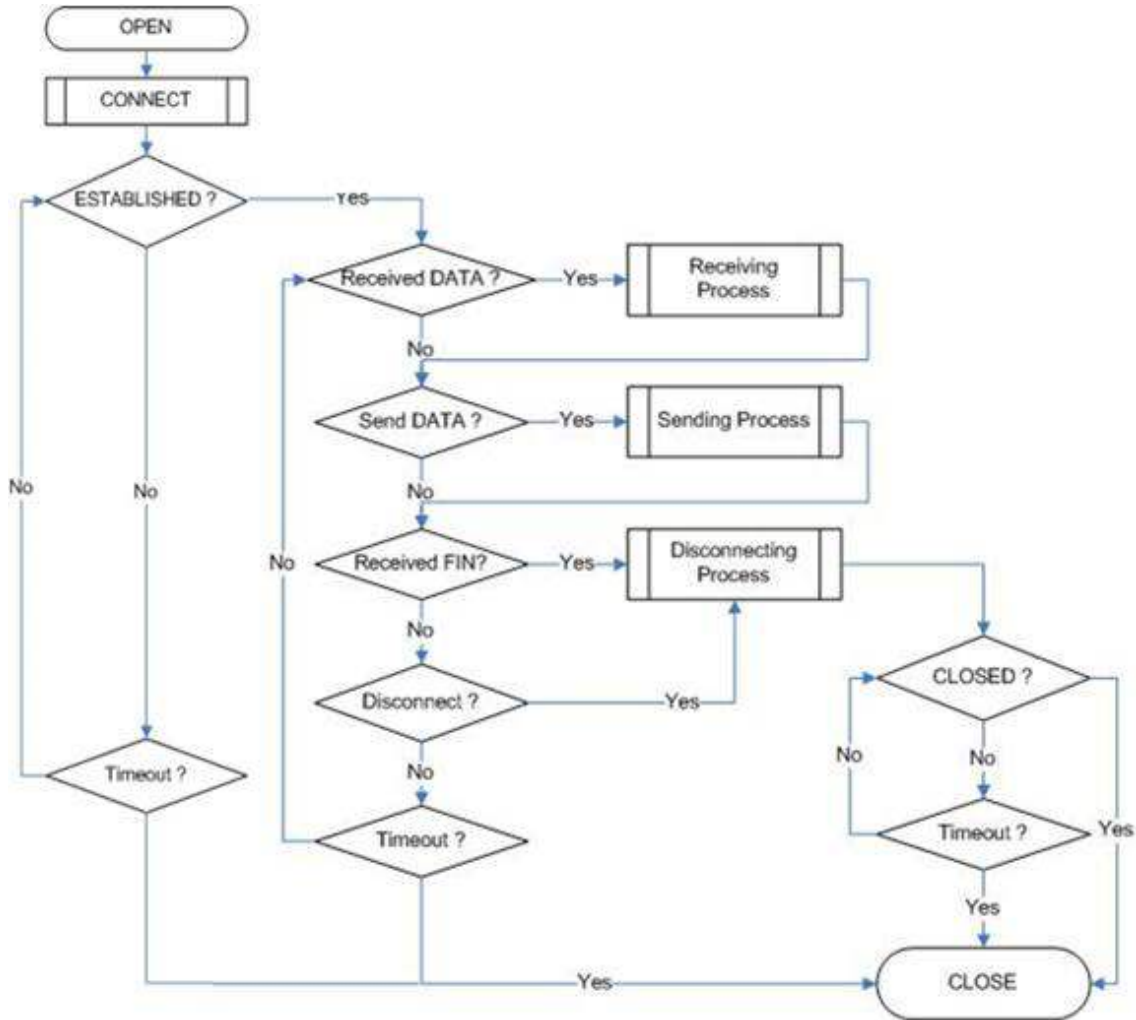 OPEN
CONNECT
ESTABLISHED ?
Yes
Received DATA ?
Yes
Receiving
Process
No
Send DATA ?
Yes
Sending Process
No
No
No
Received FIN?
Yes
Disconnecting
Process
No
No
Disconnect ?
Yes
CLOSED ?
No
No
No
Timeout ?
Timeout ?
Timeout ?
Yes
Yes
Yes
CLOSE